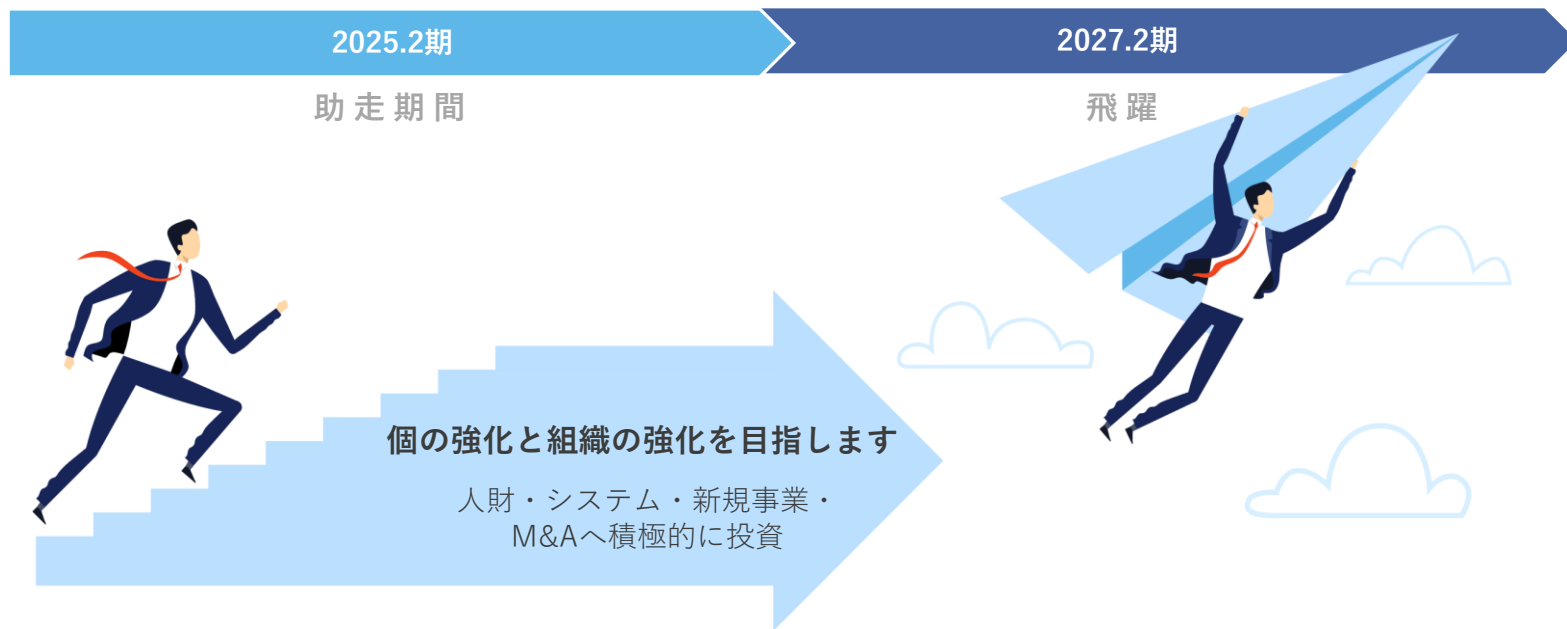 2025.2期
2027.2期
助走期間
飛躍
個の強化と組織の強化を目指します
人財・システム・新規事業・
M&Aへ積極的に投資